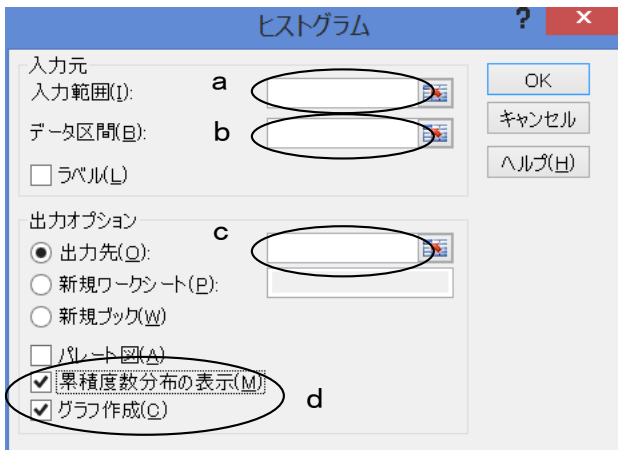 ヒストグラム ? ×
入力元
入力範囲(I): a
データ区間(B): b
ラベル(L)
OK
キャンセル
ヘルプ(H)
出力オプション
出力先(O): c
新規ワークシート(P):
新規ブック(W)
パレート図(A)
累積度数分布の表示(M)
グラフ作成(C) d